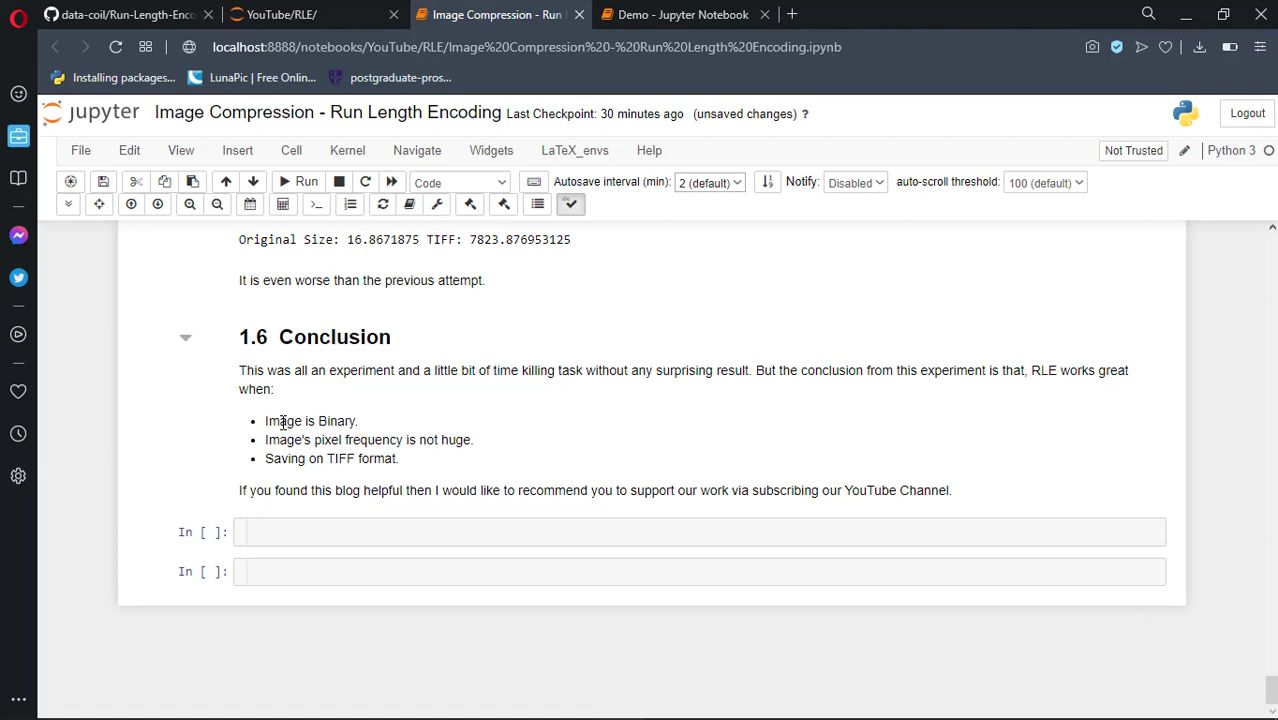 data-coil/Run-Length-Enco
YouTube/RLE/
Image Compression - Run
Demo - Jupyter Notebook
localhost:8888/notebooks/YouTube/RLE/Image%20Compression%20-%20Run%20Length%20Encoding.ipynb
Installing packages...
LunaPic | Free Onlin...
postgraduate-pros...
jupyter Image Compression - Run Length Encoding Last Checkpoint: 30 minutes ago (unsaved changes) ?
Logout
File Edit View Insert Cell Kernel Navigate Widgets LaTeX_envs Help
Not Trusted
Python 3
Run
Code
Autosave interval (min): 2 (default)
Notify: Disabled
auto-scroll threshold: 100 (default)
Original Size: 16.8671875 TIFF: 7823.876953125
It is even worse than the previous attempt.
1.6 Conclusion
This was all an experiment and a little bit of time killing task without any surprising result. But the conclusion from this experiment is that, RLE works great
when:
• Image is Binary.
• Image's pixel frequency is not huge.
• Saving on TIFF format.
If you found this blog helpful then I would like to recommend you to support our work via subscribing our YouTube Channel.
In [ ]:
In [ ]: